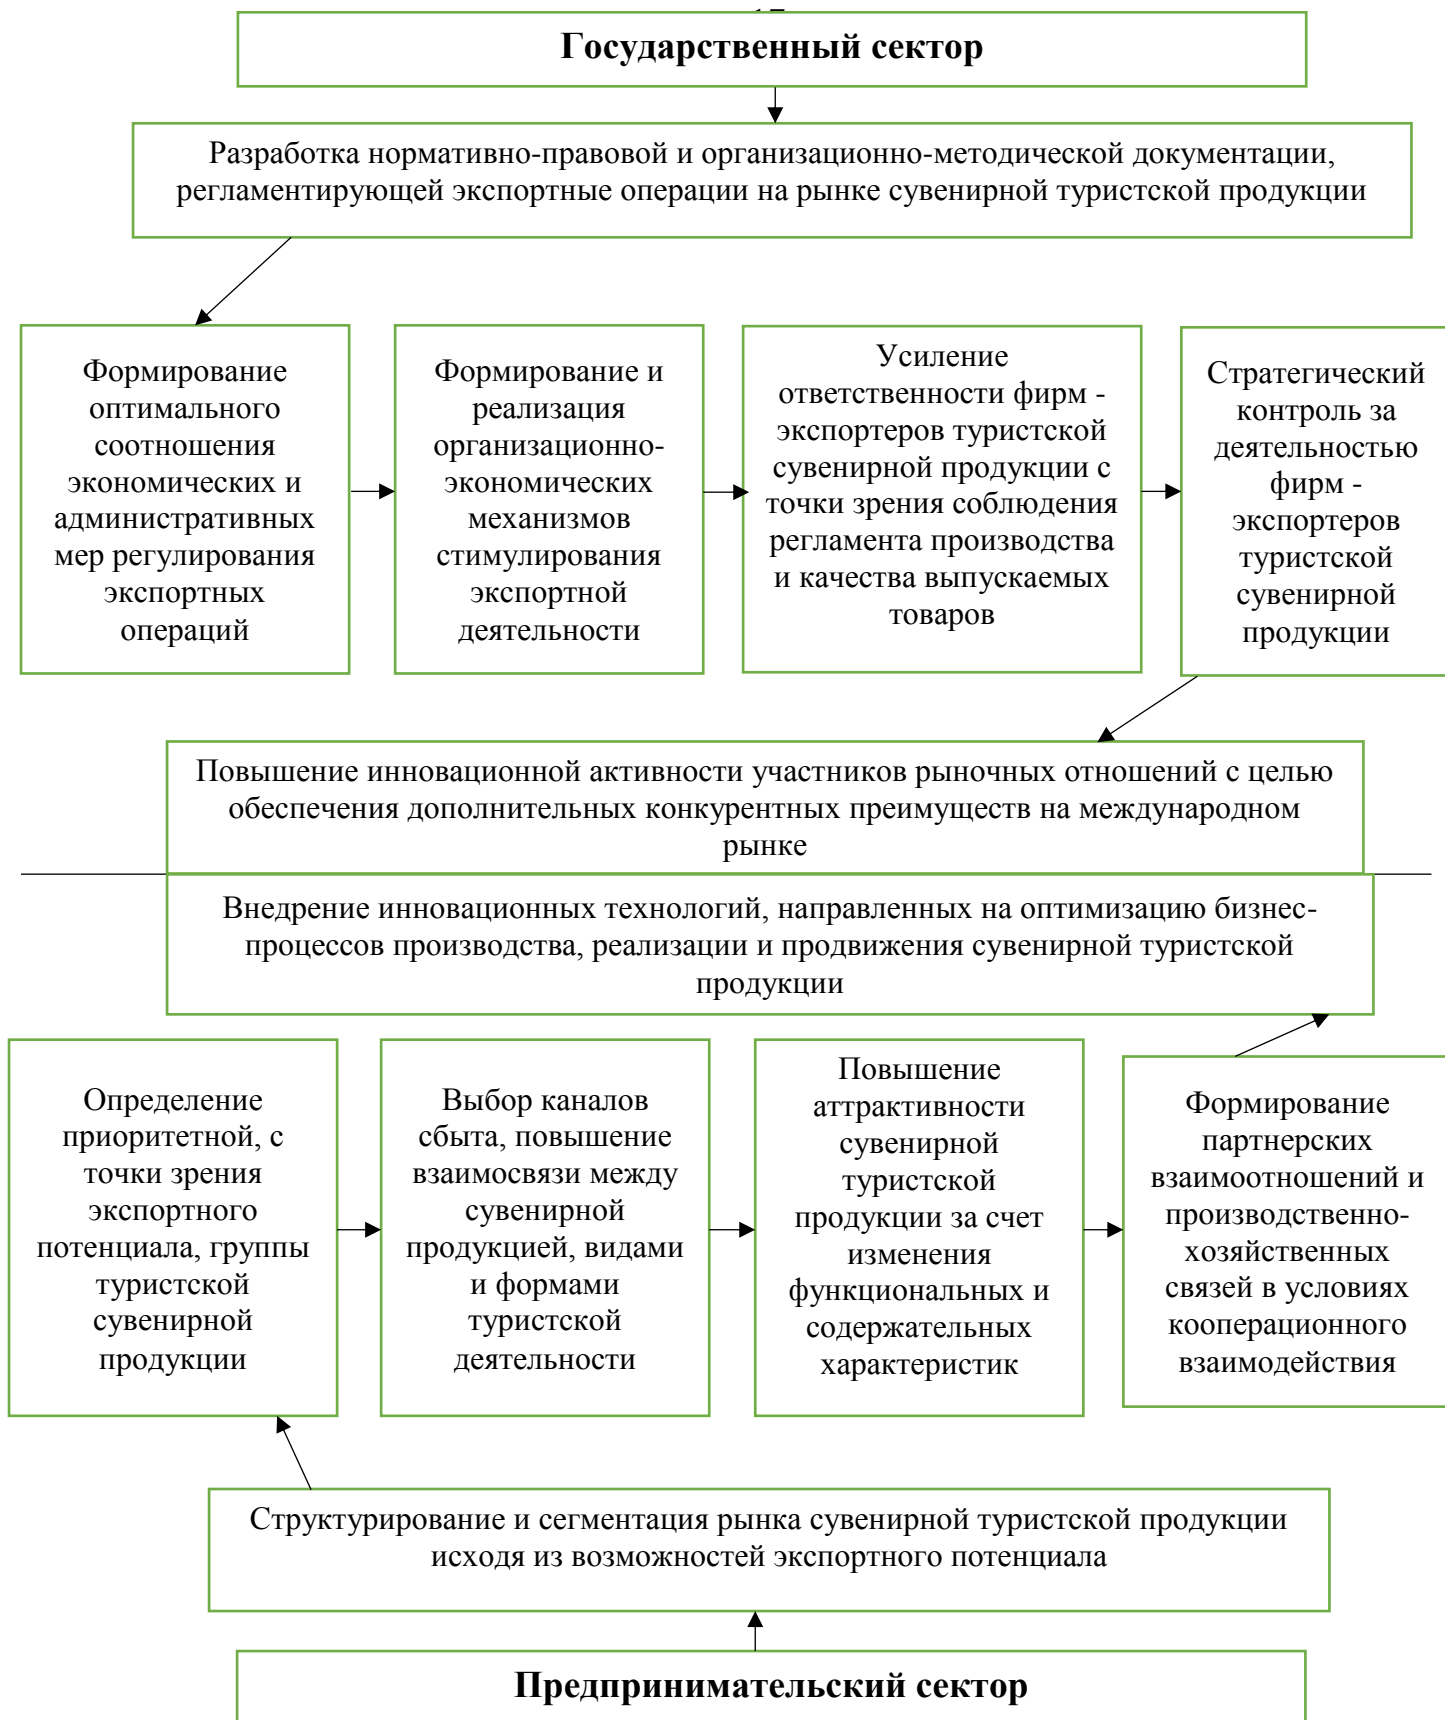 Государственный сектор
Разработка нормативно-правовой и организационно-методической документации,
регламентирующей экспортные операции на рынке сувенирной туристской продукции
Формирование
оптимального
соотношения
экономических и
административных
мер регулирования
экспортных
операций
Формирование и
реализация
организационно-
экономических
механизмов
стимулирования
экспортной
деятельности
Усиление
ответственности фирм -
экспортеров туристской
сувенирной продукции с
точки зрения соблюдения
регламента производства
и качества выпускаемых
товаров
Стратегический
контроль за
деятельностью
фирм -
экспортеров
туристской
сувенирной
продукции
Повышение инновационной активности участников рыночных отношений с целью
обеспечения дополнительных конкурентных преимуществ на международном
рынке
Внедрение инновационных технологий, направленных на оптимизацию бизнес-
процессов производства, реализации и продвижения сувенирной туристской
продукции
Определение
приоритетной, с
точки зрения
экспортного
потенциала, группы
туристской
сувенирной
продукции
Выбор каналов
сбыта, повышение
взаимосвязи между
сувенирной
продукцией, видами
и формами
туристской
деятельности
Повышение
аттрактивности
сувенирной
туристской
продукции за счет
изменения
функциональных и
содержательных
характеристик
Формирование
партнерских
взаимоотношений и
производственно-
хозяйственных
связей в условиях
кооперационного
взаимодействия
Структурирование и сегментация рынка сувенирной туристской продукции
исходя из возможностей экспортного потенциала
Предпринимательский сектор